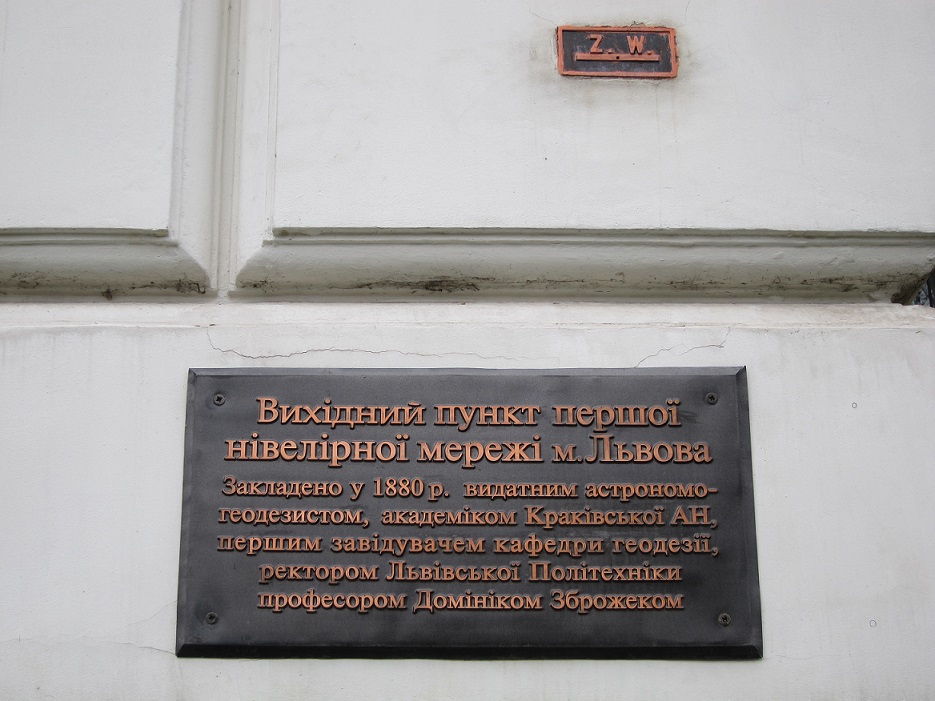 Z. W.
Вихідний пункт першої
нівелірної мережі м. Львова
Закладено у 1880 р. видатним астрономо-
геодезистом, академіком Краківської АН,
першим завідувачем кафедри геодезії,
ректором Львівської Політехніки
професором Домініком Зброжеком